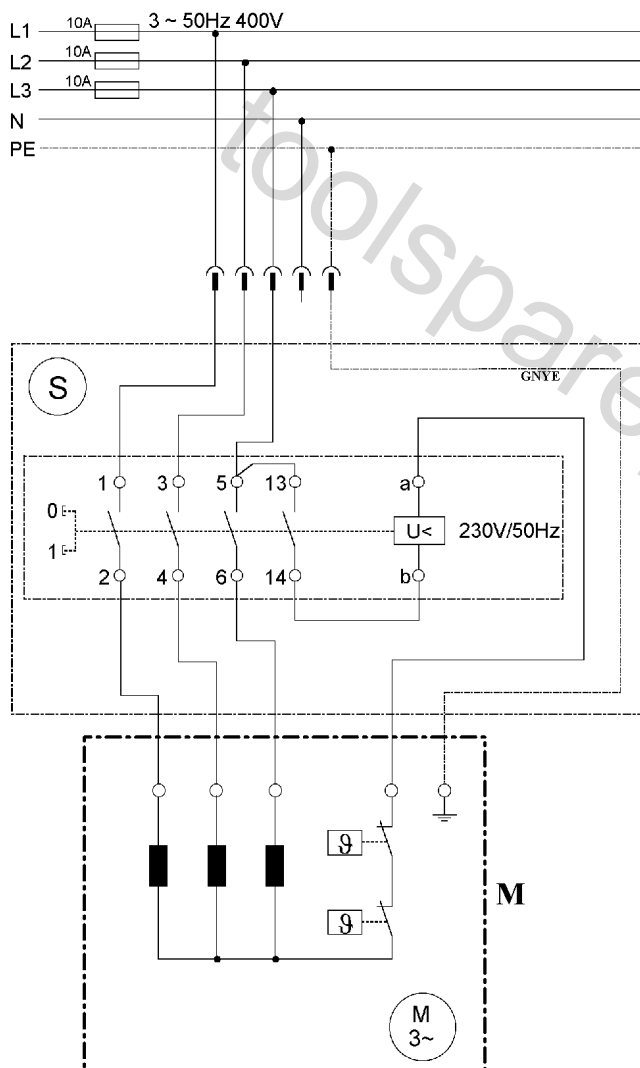 L1 10A 3 ~ 50Hz 400V
L2 10A
L3 10A
N
PE
toolspare
S
GNYE
1 3 5 13 a
0
1
U< 230V/50Hz
2 4 6 14 b
ϑ
ϑ
M
M
3~